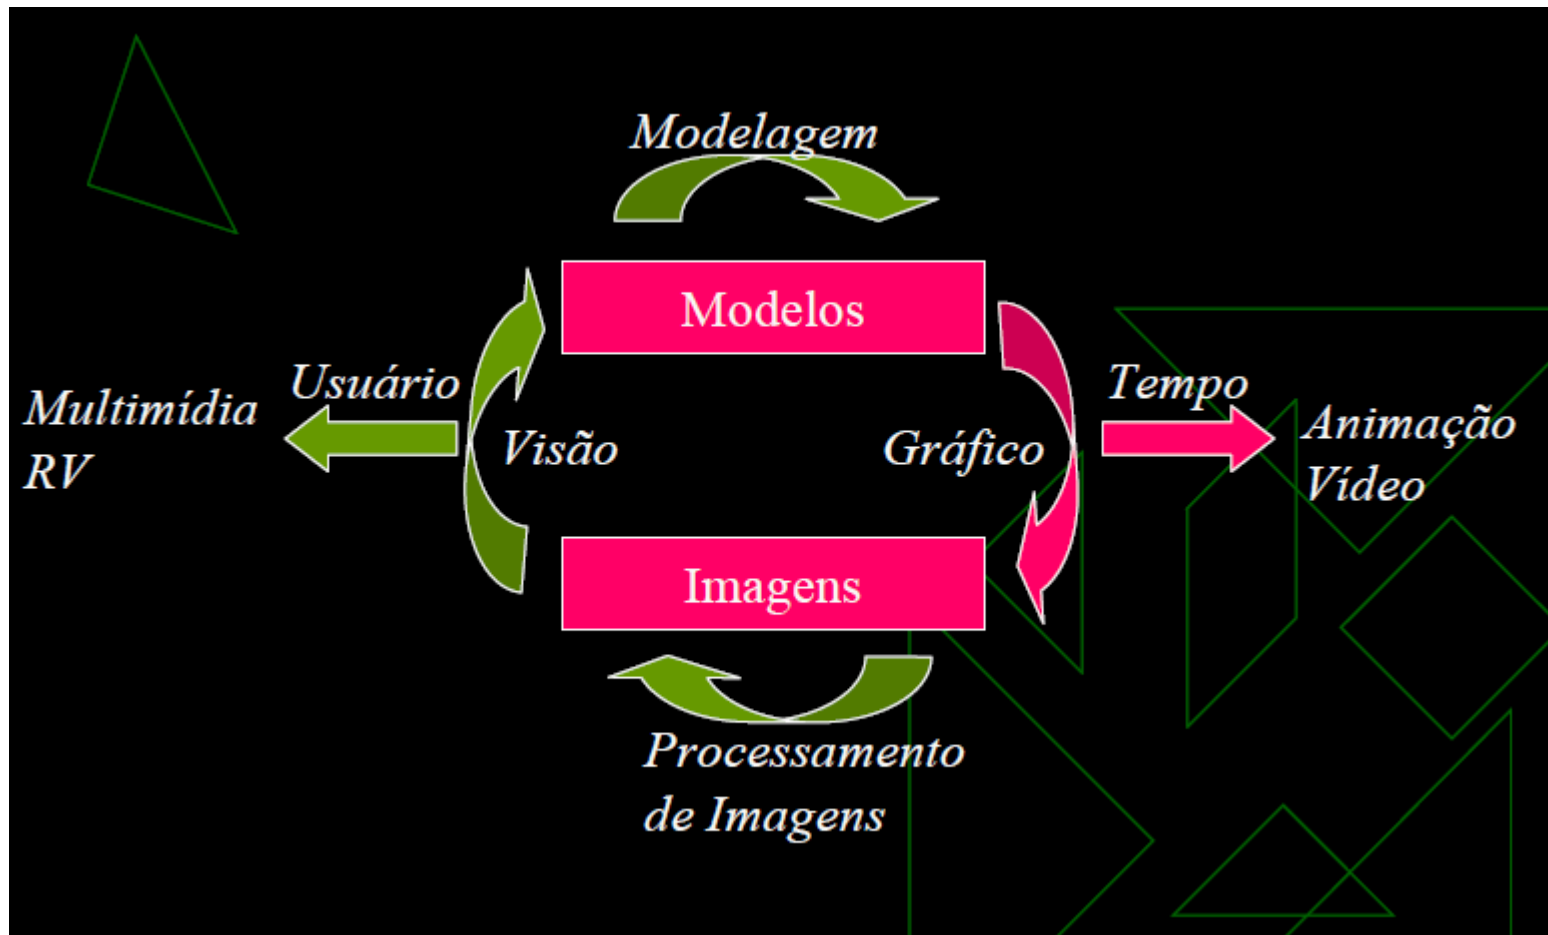 Modelagem
Modelos
Usuário
Multimídia
RV
Visão
Gráfico
Tempo
Animação
Vídeo
Imagens
Processamento
de Imagens